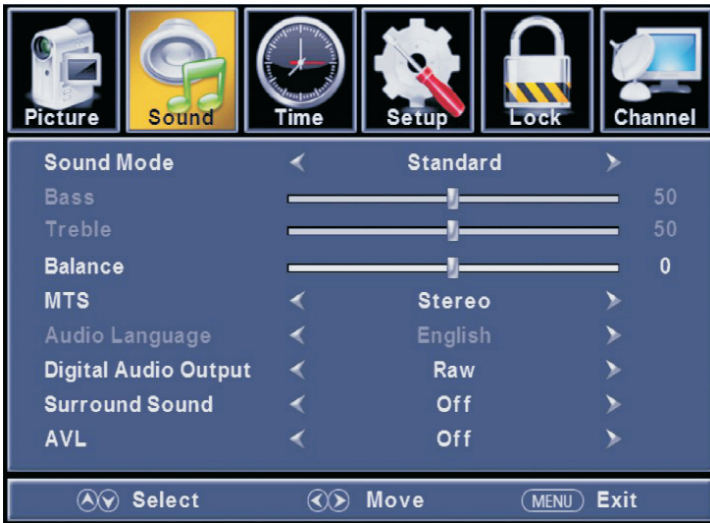 Picture Sound Time Setup Lock Channel
Sound Mode Standard
Bass 50
Treble 50
Balance 0
MTS Stereo
Audio Language English
Digital Audio Output Raw
Surround Sound Off
AVL Off
Select Move MENU Exit